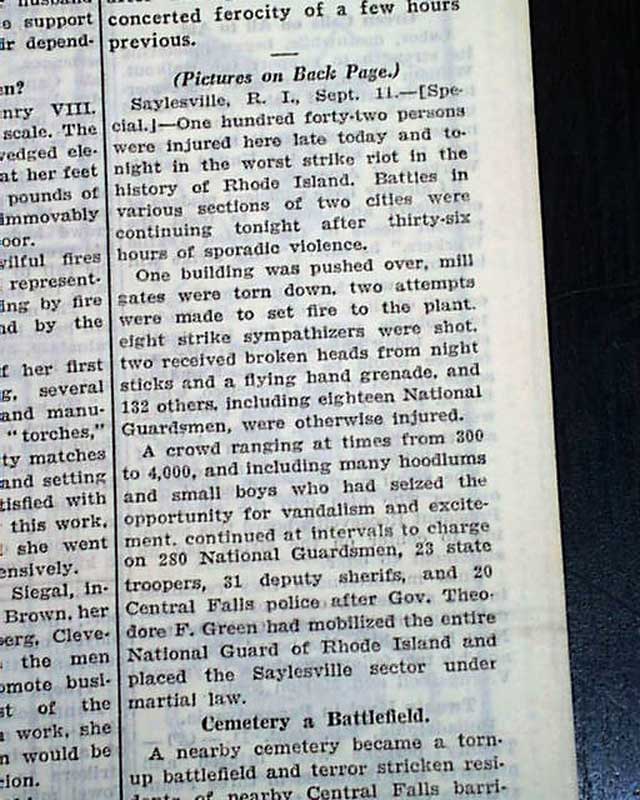 husband
e support
ir depend-
en?
nry VIII.
scale. The
wedged ele-
at her feet
pounds of
immovably
oor.
wilful fires
represent-
ing by fire
nd by the
f her first
g, several
and manu-
"torches,"
ty matches
and setting
tisfied with
this work,
she went
ensively.
Siegal, in-
Brown, her
berg, Cleve-
the men
omote busi-
st of the
work, she
n would be
cion.
concerted ferocity of a few hours
previous.
(Pictures on Back Page.)
Saylesville, R. I., Sept. 11.—[Spe-
cial.]—One hundred forty-two persons
were injured here late today and to-
night in the worst strike riot in the
history of Rhode Island. Battles in
various sections of two cities were
continuing tonight after thirty-six
hours of sporadic violence.
One building was pushed over, mill
gates were torn down, two attempts
were made to set fire to the plant.
eight strike sympathizers were shot.
two received broken heads from night
sticks and a flying hand grenade, and
132 others, including eighteen National
Guardsmen, were otherwise injured.
A crowd ranging at times from 300
to 4,000, and including many hoodlums
and small boys who had seized the
opportunity for vandalism and excite-
ment, continued at intervals to charge
on 280 National Guardsmen, 23 state
troopers, 31 deputy sherifs, and 20
Central Falls police after Gov. Theo-
dore F. Green had mobilized the entire
National Guard of Rhode Island and
placed the Saylesville sector under
martial law.
Cemetery a Battlefield.
A nearby cemetery became a torn-
up battlefield and terror stricken resi-
dents of nearby Central Falls barri-